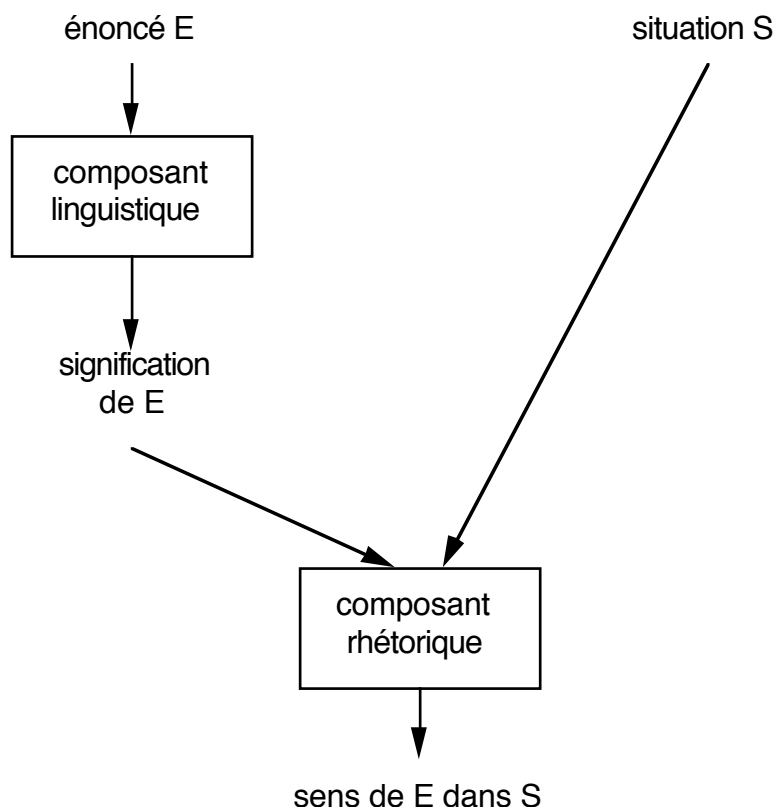 énoncé E
situation S
composant
linguistique
signification
de E
composant
rhétorique
sens de E dans S